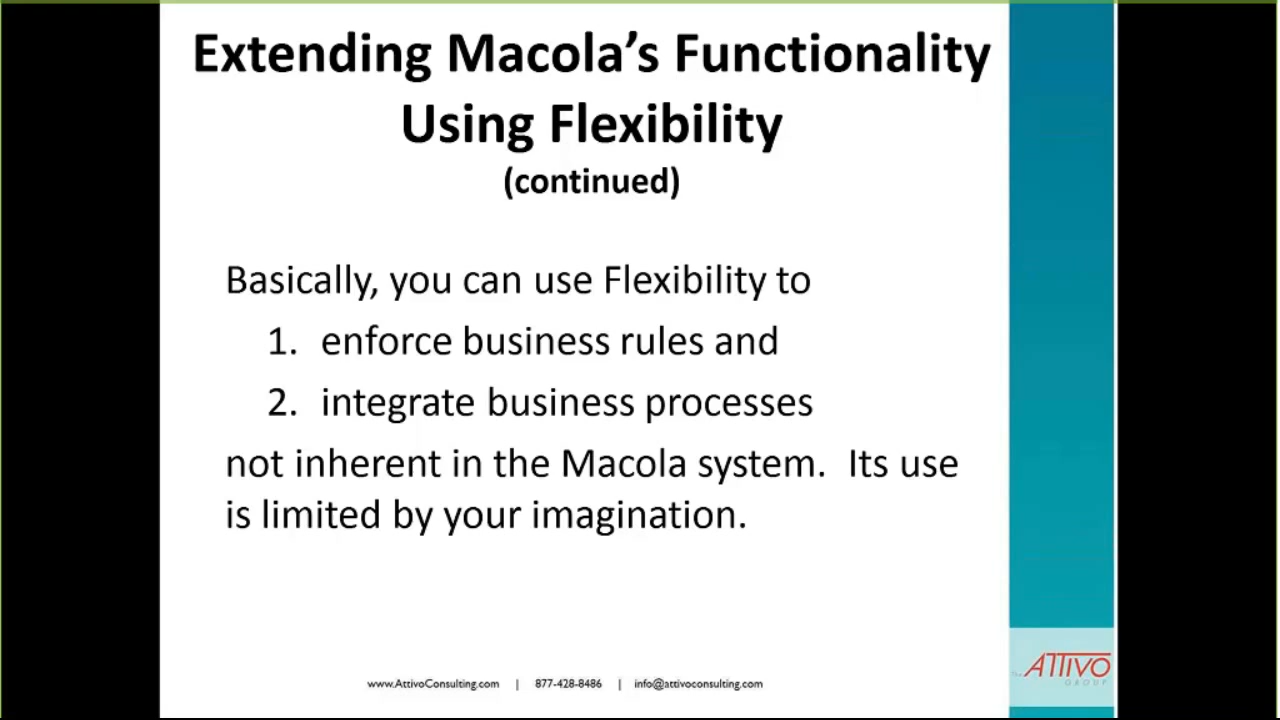 Extending Macola's Functionality
Using Flexibility
(continued)
Basically, you can use Flexibility to
1. enforce business rules and
2. integrate business processes
not inherent in the Macola system. Its use
is limited by your imagination.
www.AttivoConsulting.com | 877-428-8486 | info@attivoconsulting.com
The ATTIVO
GROUP